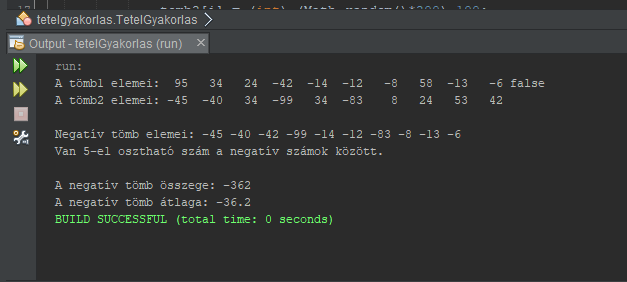 tetelgyakorlas.TetelGyakorlas
Output - tetelGyakorlas (run)
run:
A tömb1 elemei: 95 34 24 -42 -14 -12 -8 58 -13 -6 false
A tömb2 elemei: -45 -40 34 -99 34 -83 8 24 53 42
Negatív tömb elemei: -45 -40 -42 -99 -14 -12 -83 -8 -13 -6
Van 5-el osztható szám a negatív számok között.
A negatív tömb összege: -362
A negatív tömb átlaga: -36.2
BUILD SUCCESSFUL (total time: 0 seconds)